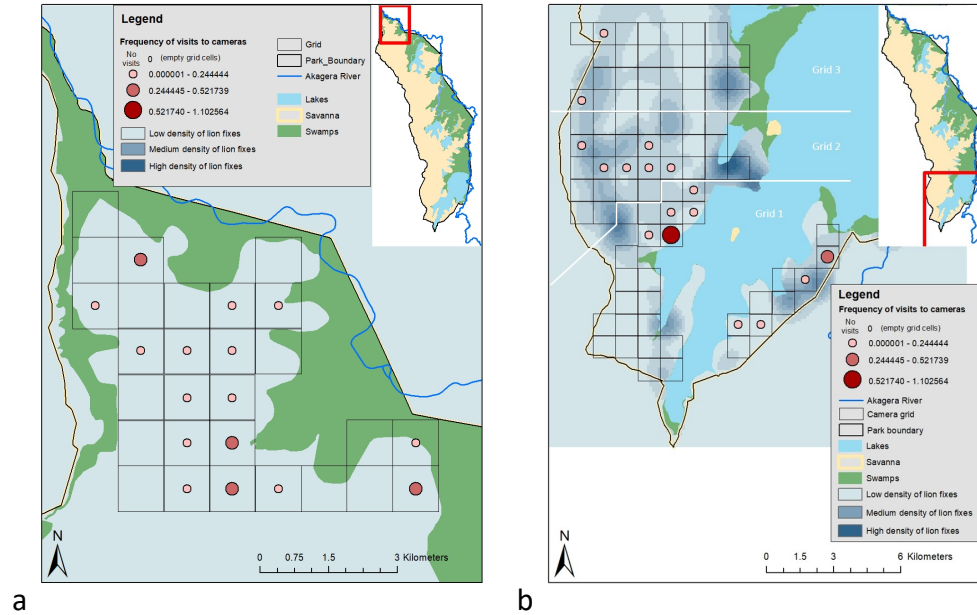 Legend
Frequency of visits to cameras
No visits 0 (empty grid cells)
0.000001 - 0.244444
0.244445 - 0.521739
0.521740 - 1.102564
Low density of lion fixes
Medium density of lion fixes
High density of lion fixes
Grid
Park_Boundary
Akagera River
Lakes
Savanna
Swamps
N
0 0.75 1.5 3 Kilometers
a
Grid 3
Grid 2
Grid 1
Legend
Frequency of visits to cameras
No visits 0 (empty grid cells)
0.000001 - 0.244444
0.244445 - 0.521739
0.521740 - 1.102564
Akagera River
Camera grid
Park boundary
Lakes
Savanna
Swamps
Low density of lion fixes
Medium density of lion fixes
High density of lion fixes
N
0 1.5 3 6 Kilometers
b